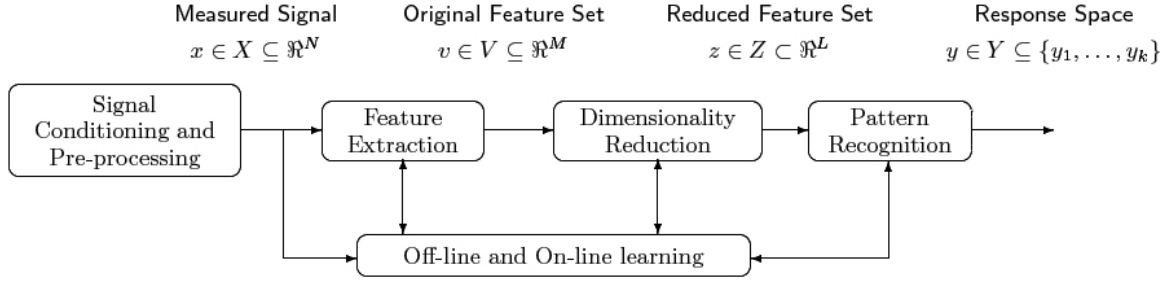 Measured Signal Original Feature Set Reduced Feature Set Response Space
x ∈ X ⊆ ℜ^N v ∈ V ⊆ ℜ^M z ∈ Z ⊂ ℜ^L y ∈ Y ⊆ {y_1, . . . , y_k}
Signal
Conditioning and
Pre-processing
Feature
Extraction
Dimensionality
Reduction
Pattern
Recognition
Off-line and On-line learning